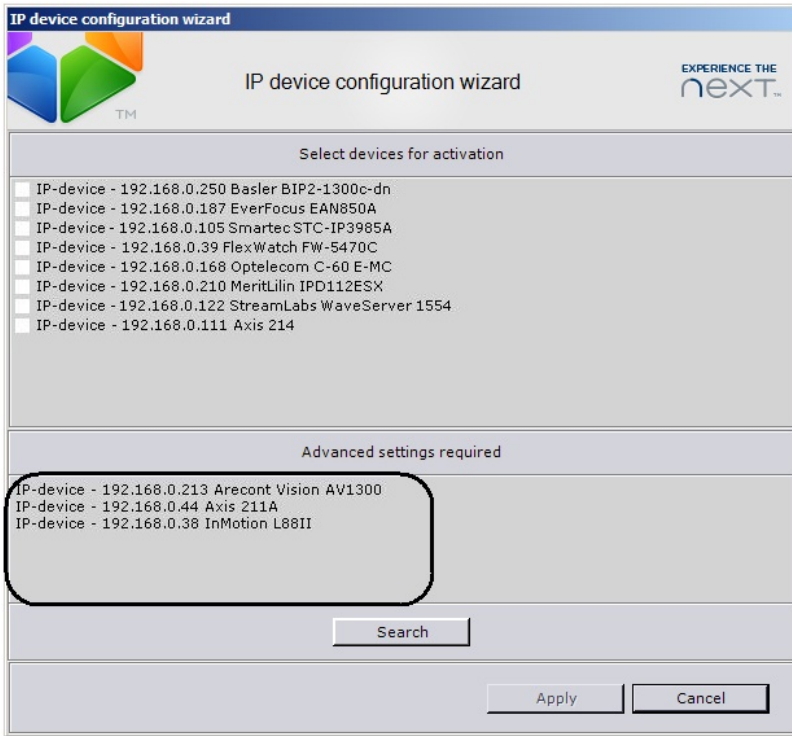 IP device configuration wizard
TM
IP device configuration wizard
EXPERIENCE THE
next™
Select devices for activation
IP-device - 192.168.0.250 Basler BIP2-1300c-dn
IP-device - 192.168.0.187 EverFocus EAN850A
IP-device - 192.168.0.105 Smartec STC-IP3985A
IP-device - 192.168.0.39 FlexWatch FW-5470C
IP-device - 192.168.0.168 Optelecom C-60 E-MC
IP-device - 192.168.0.210 MeritLilin IPD112ESX
IP-device - 192.168.0.122 StreamLabs WaveServer 1554
IP-device - 192.168.0.111 Axis 214
Advanced settings required
IP-device - 192.168.0.213 Arecont Vision AV1300
IP-device - 192.168.0.44 Axis 211A
IP-device - 192.168.0.38 InMotion L88II
Search
Apply
Cancel